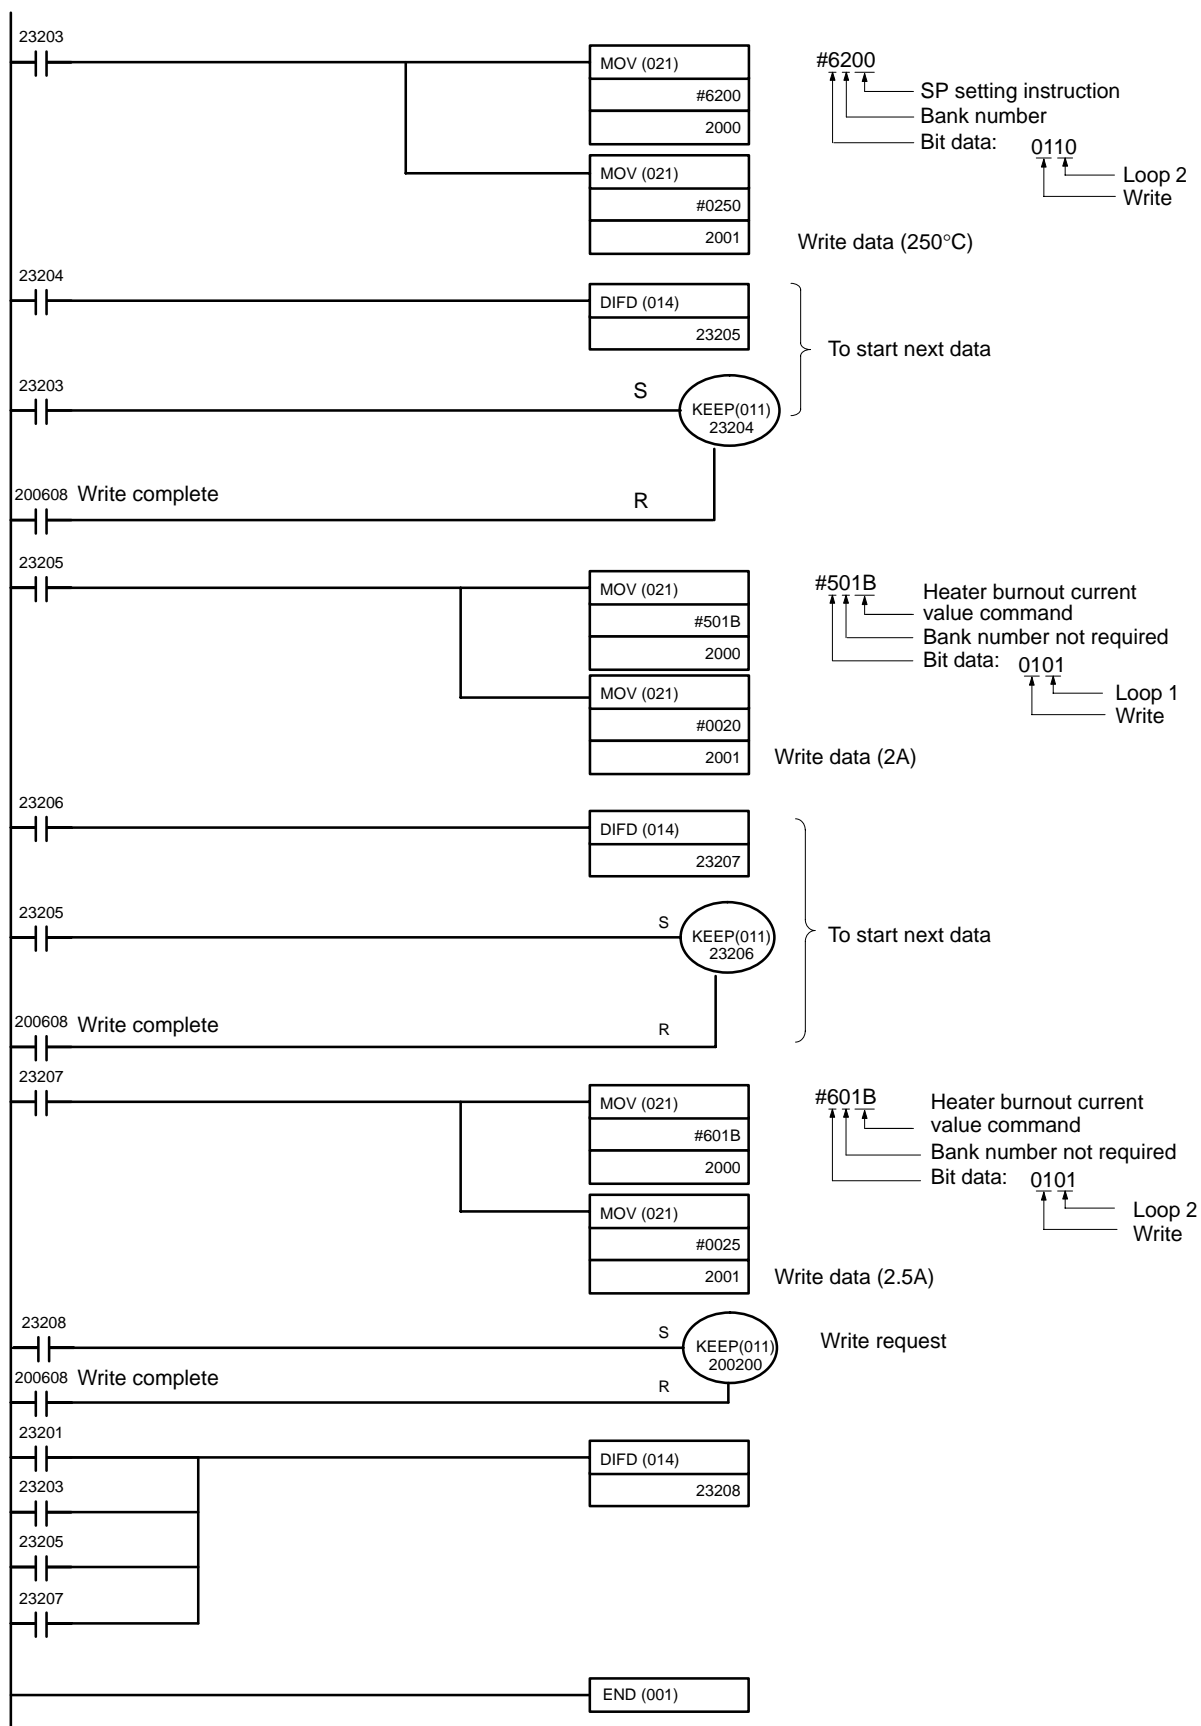 23203
MOV (021)
#6200
2000
#6200
SP setting instruction
Bank number
Bit data:
0110
Loop 2
Write
MOV (021)
#0250
2001
Write data (250°C)
23204
DIFD (014)
23205
To start next data
23203
S
KEEP(011)
23204
200608 Write complete
R
23205
MOV (021)
#501B
2000
#501B
Heater burnout current
value command
Bank number not required
Bit data:
0101
Loop 1
Write
MOV (021)
#0020
2001
Write data (2A)
23206
DIFD (014)
23207
To start next data
23205
S
KEEP(011)
23206
200608 Write complete
R
23207
MOV (021)
#601B
2000
#601B
Heater burnout current
value command
Bank number not required
Bit data:
0101
Loop 2
Write
MOV (021)
#0025
2001
Write data (2.5A)
23208
S
KEEP(011)
200200
Write request
200608 Write complete
R
23201
DIFD (014)
23208
23203
23205
23207
END (001)